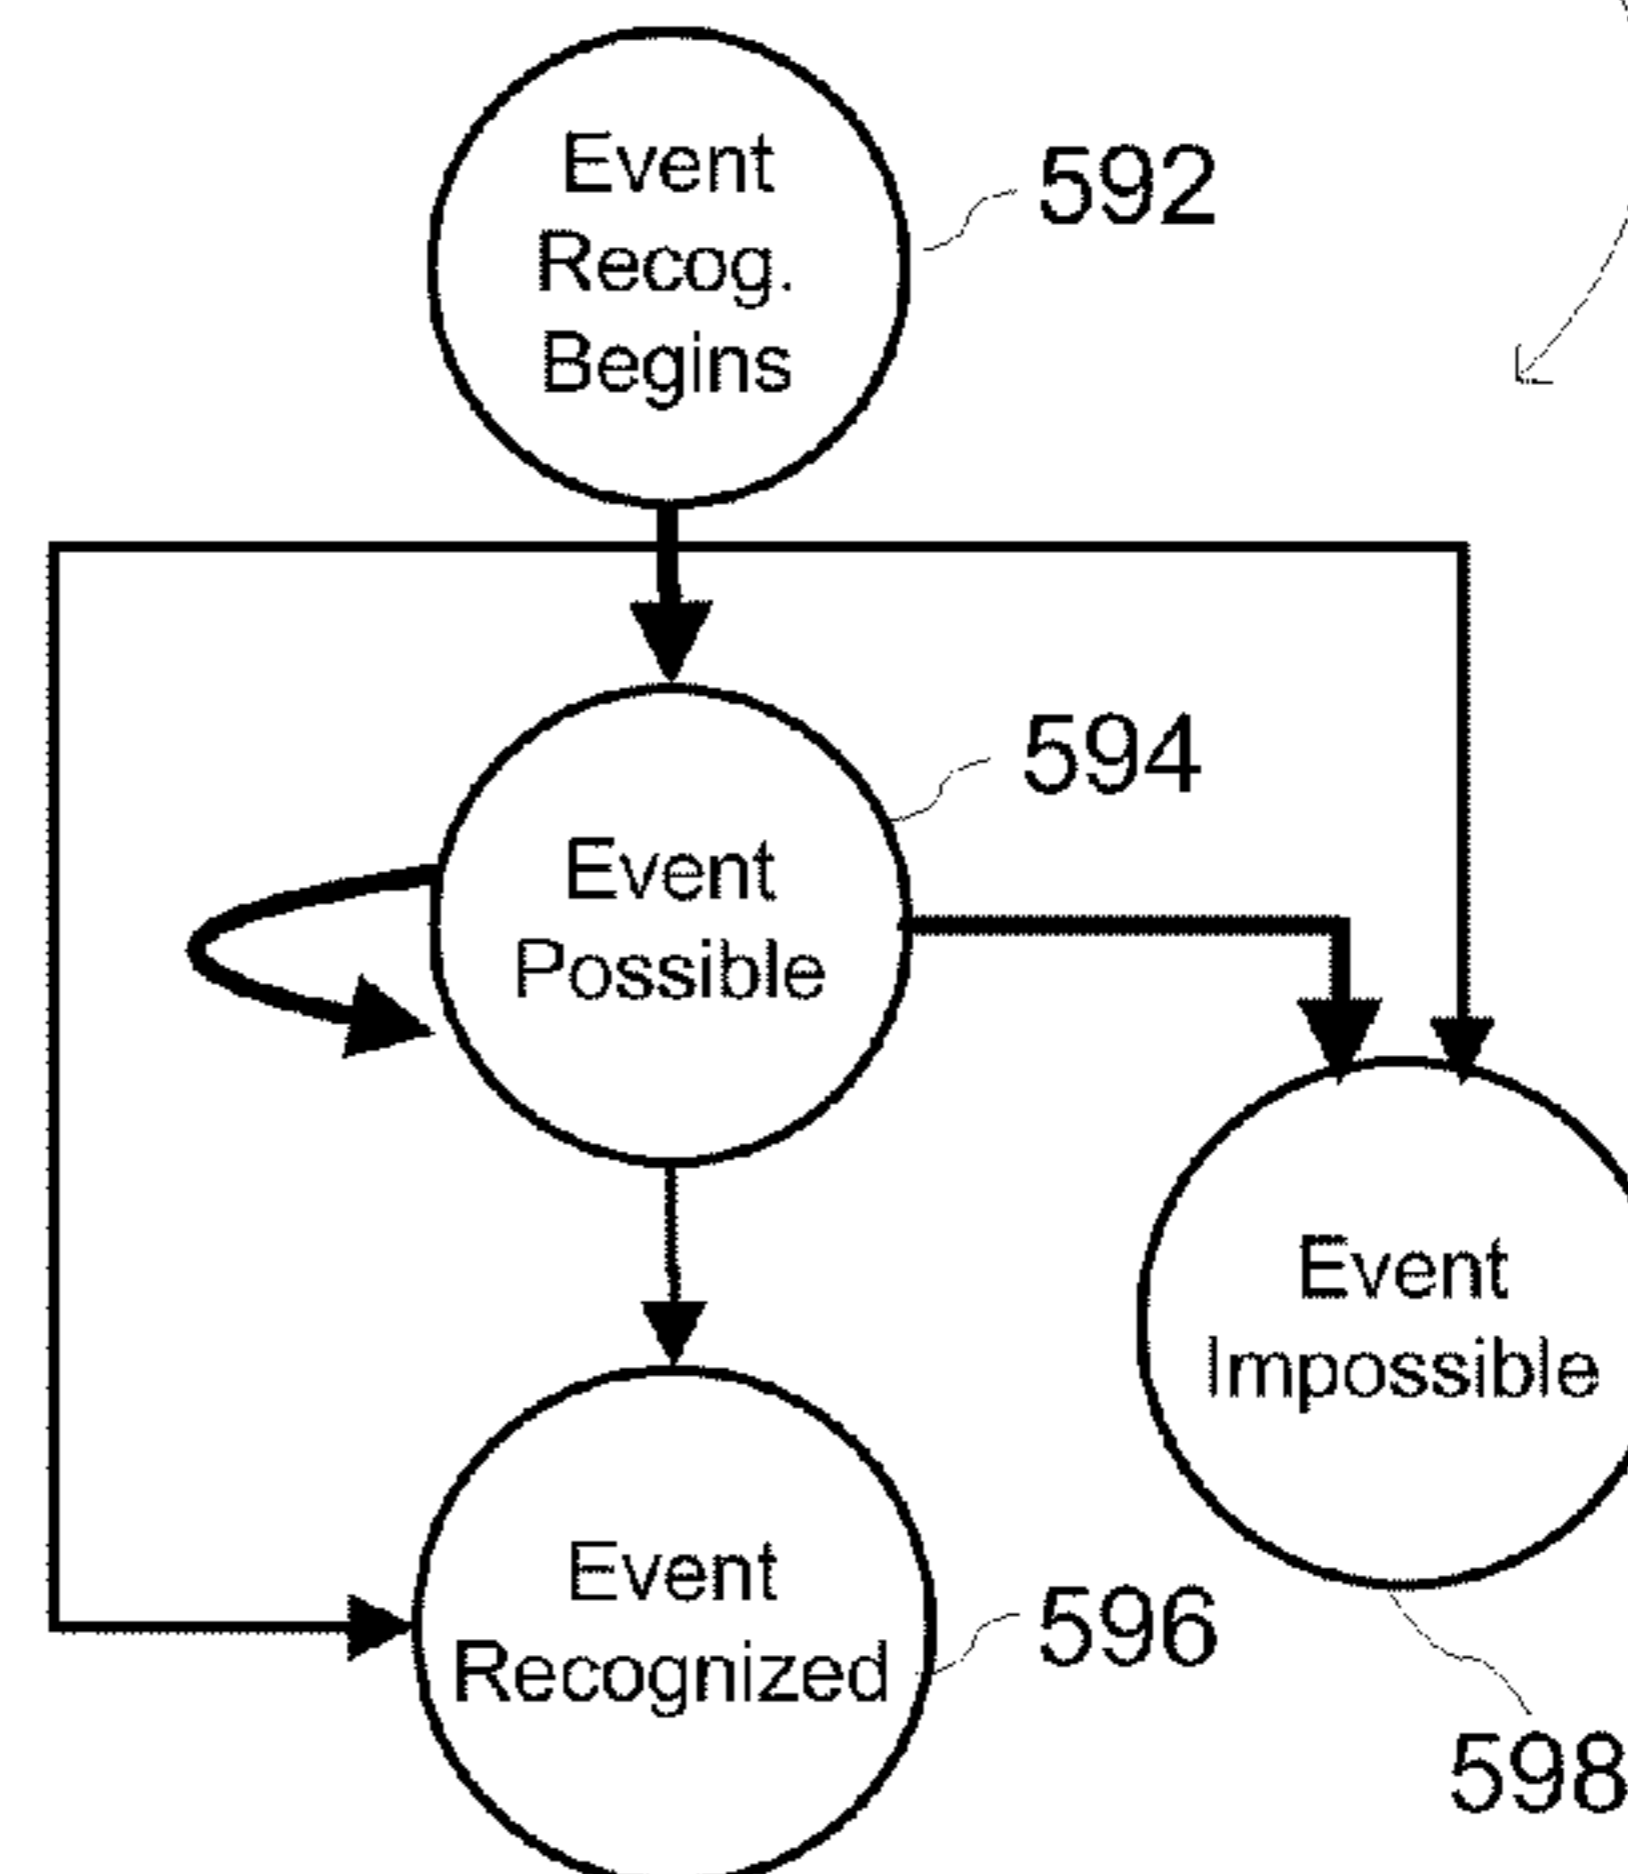 Event
Recog.
Begins
592
594
Event
Possible
Event
Impossible
Event
Recognized
596
598